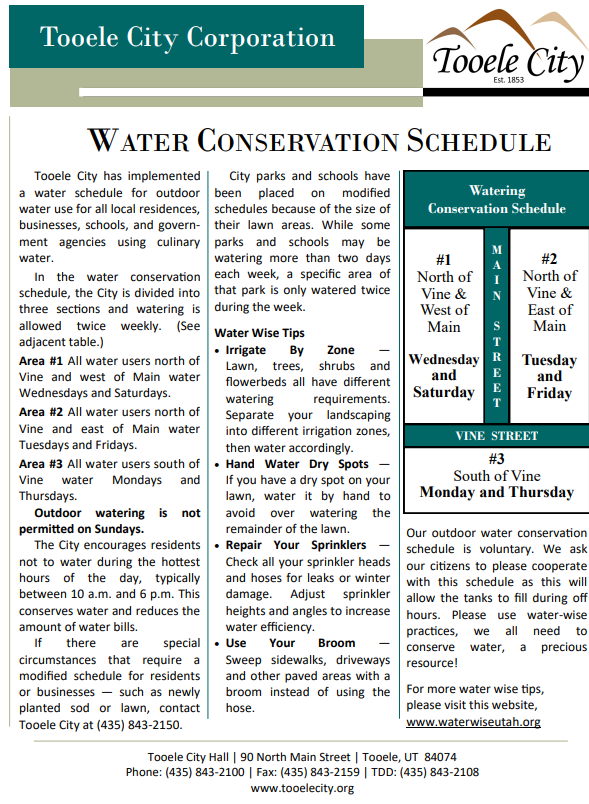 Tooele City Corporation
Tooele City
Est. 1853
WATER CONSERVATION SCHEDULE
Tooele City has implemented
a water schedule for outdoor
water use for all local residences,
businesses, schools, and govern-
ment agencies using culinary
water.
In the water conservation
schedule, the City is divided into
three sections and watering is
allowed twice weekly. (See
adjacent table.)
Area #1 All water users north of
Vine and west of Main water
Wednesdays and Saturdays.
Area #2 All water users north of
Vine and east of Main water
Tuesdays and Fridays.
Area #3 All water users south of
Vine water Mondays and
Thursdays.
Outdoor watering is not
permitted on Sundays.
The City encourages residents
not to water during the hottest
hours of the day, typically
between 10 a.m. and 6 p.m. This
conserves water and reduces the
amount of water bills.
If there are special
circumstances that require a
modified schedule for residents
or businesses — such as newly
planted sod or lawn, contact
Tooele City at (435) 843-2150.
City parks and schools have
been placed on modified
schedules because of the size of
their lawn areas. While some
parks and schools may be
watering more than two days
each week, a specific area of
that park is only watered twice
during the week.
Water Wise Tips
• Irrigate By Zone —
Lawn, trees, shrubs and
flowerbeds all have different
watering requirements.
Separate your landscaping
into different irrigation zones,
then water accordingly.
• Hand Water Dry Spots —
If you have a dry spot on your
lawn, water it by hand to
avoid over watering the
remainder of the lawn.
• Repair Your Sprinklers —
Check all your sprinkler heads
and hoses for leaks or winter
damage. Adjust sprinkler
heights and angles to increase
water efficiency.
• Use Your Broom —
Sweep sidewalks, driveways
and other paved areas with a
broom instead of using the
hose.
Watering
Conservation Schedule
#1
North of
Vine &
West of
Main
Wednesday
and
Saturday
MAIN STREET
#2
North of
Vine &
East of
Main
Tuesday
and
Friday
VINE STREET
#3
South of Vine
Monday and Thursday
Our outdoor water conservation
schedule is voluntary. We ask
our citizens to please cooperate
with this schedule as this will
allow the tanks to fill during off
hours. Please use water-wise
practices, we all need to
conserve water, a precious
resource!
For more water wise tips,
please visit this website,
www.waterwiseutah.org
Tooele City Hall | 90 North Main Street | Tooele, UT 84074
Phone: (435) 843-2100 | Fax: (435) 843-2159 | TDD: (435) 843-2108
www.tooelecity.org